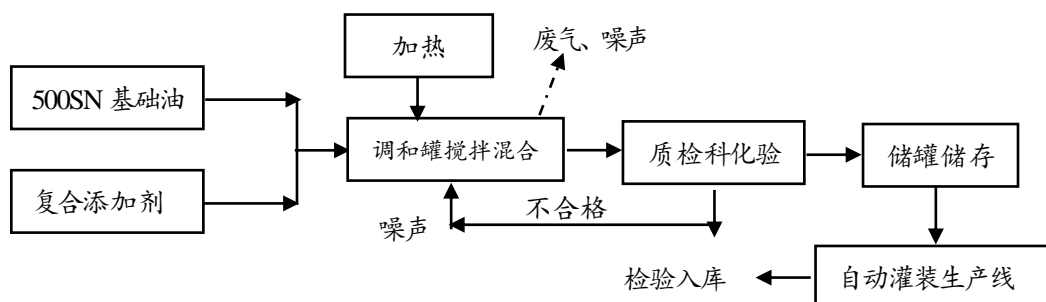 加热
废气、噪声
500SN 基础油
调和罐搅拌混合
质检科化验
储罐储存
复合添加剂
噪声
不合格
检验入库
自动灌装生产线